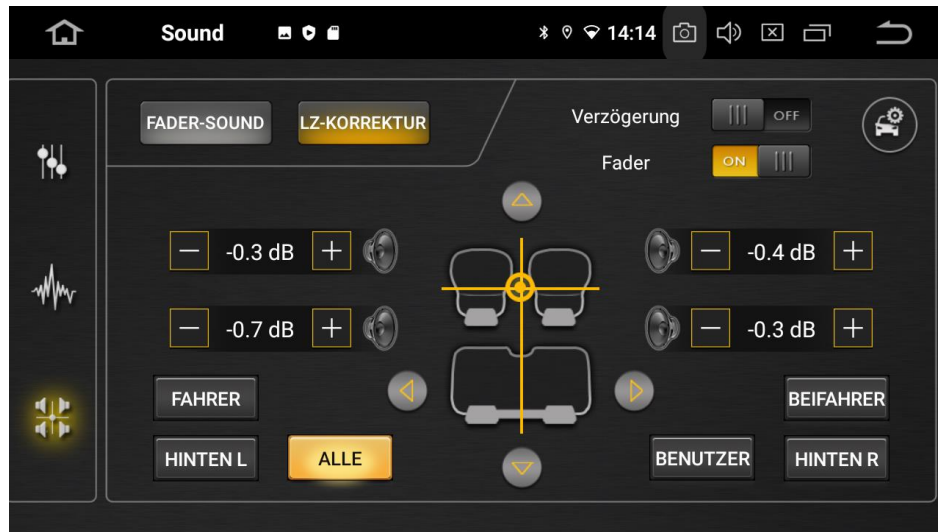 Sound
14:14
FADER-SOUND
LZ-KORREKTUR
Verzögerung
OFF
Fader
ON
-0.3 dB
-0.4 dB
-0.7 dB
-0.3 dB
FAHRER
BEIFAHRER
HINTEN L
ALLE
BENUTZER
HINTEN R